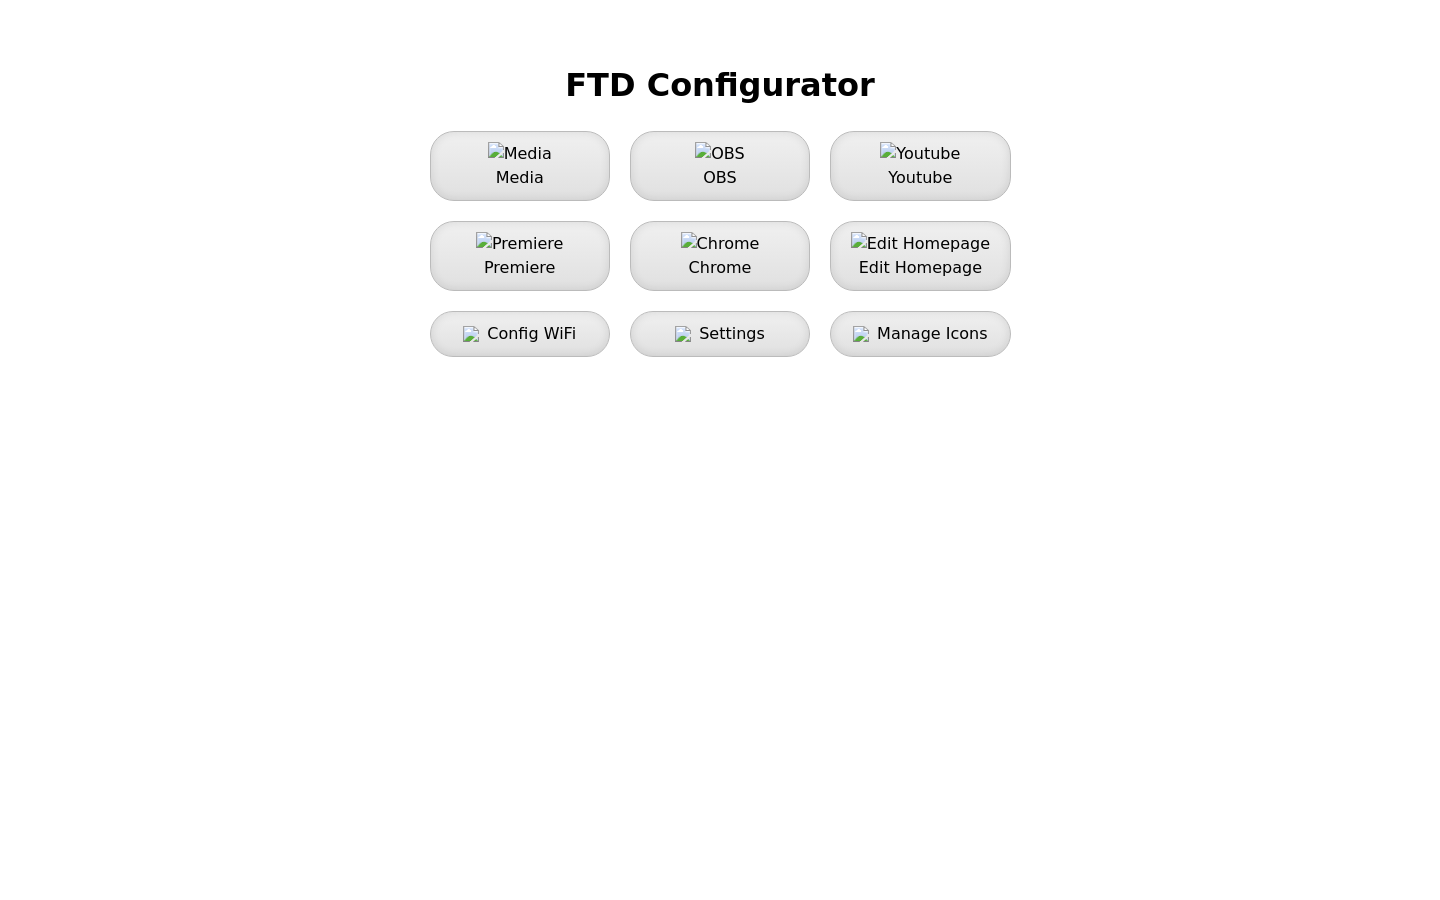 FTD Configurator
Media
Media
OBS
OBS
Youtube
Youtube
Premiere
Premiere
Chrome
Chrome
Edit Homepage
Edit Homepage
Config WiFi
Settings
Manage Icons